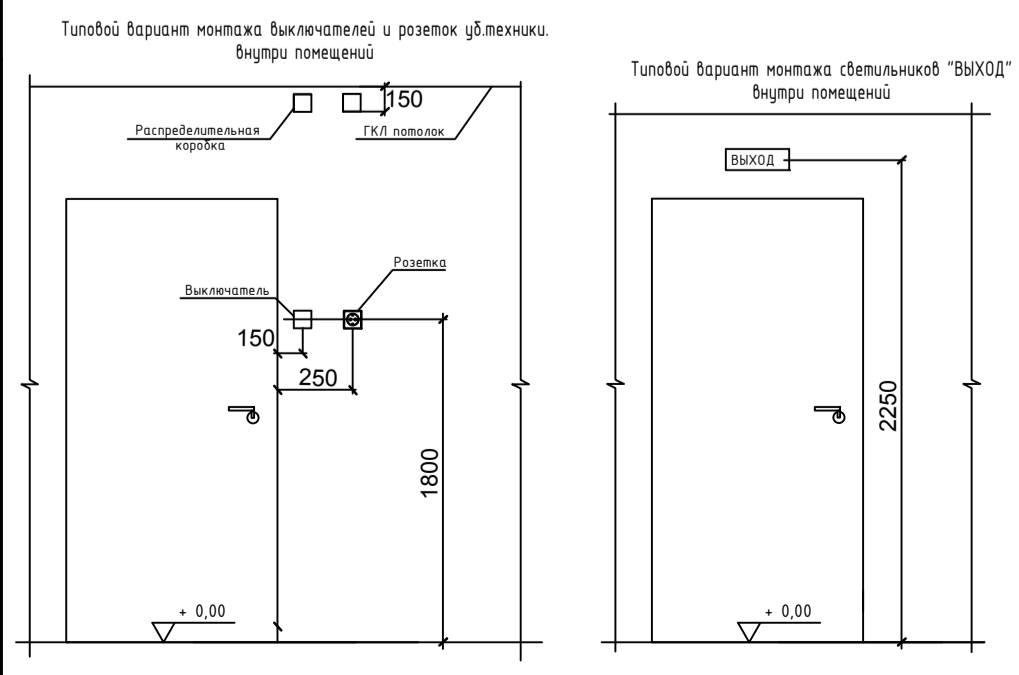 Типовой вариант монтажа выключателей и розеток уб.техники.
внутри помещений
150
Распределительная
коробка
ГКЛ потолок
Розетка
Выключатель
150
250
1800
+ 0,00
Типовой вариант монтажа светильников "ВЫХОД"
внутри помещений
ВЫХОД
2250
+ 0,00